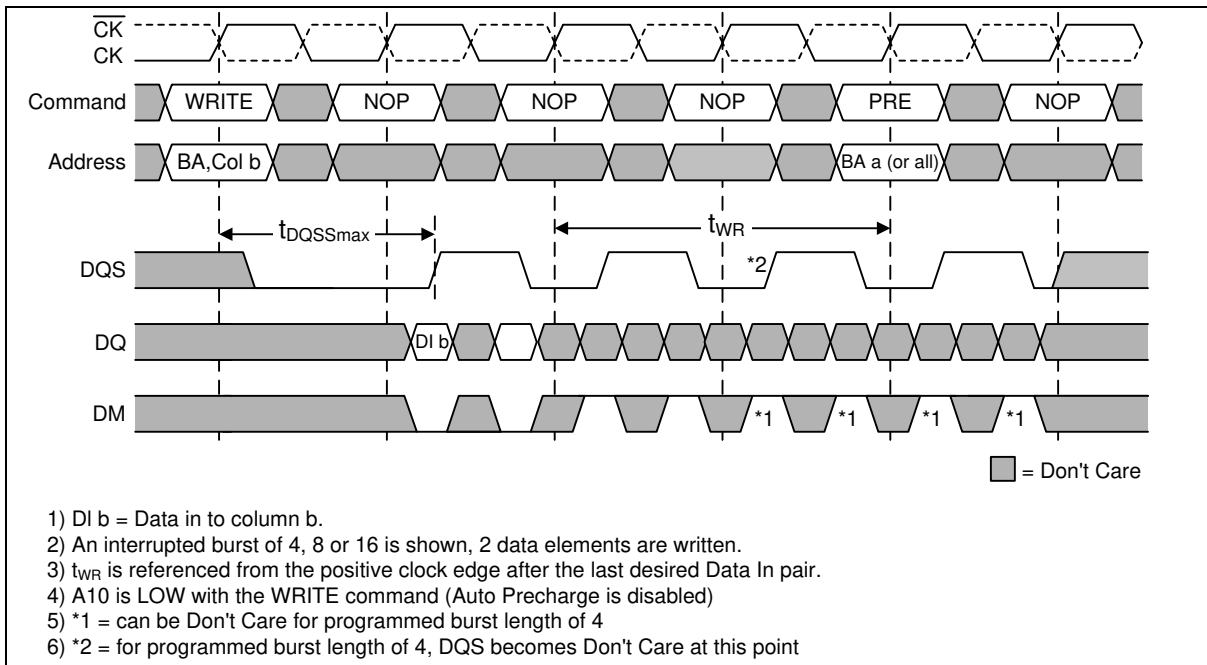 CK
CK
Command WRITE NOP NOP NOP PRE NOP
Address BA,Col b BA a (or all)
tDQSSmax tWR
DQS *2
DQ DI b
DM *1 *1 *1 *1
= Don't Care
1) DI b = Data in to column b.
2) An interrupted burst of 4, 8 or 16 is shown, 2 data elements are written.
3) tWR is referenced from the positive clock edge after the last desired Data In pair.
4) A10 is LOW with the WRITE command (Auto Precharge is disabled)
5) *1 = can be Don't Care for programmed burst length of 4
6) *2 = for programmed burst length of 4, DQS becomes Don't Care at this point